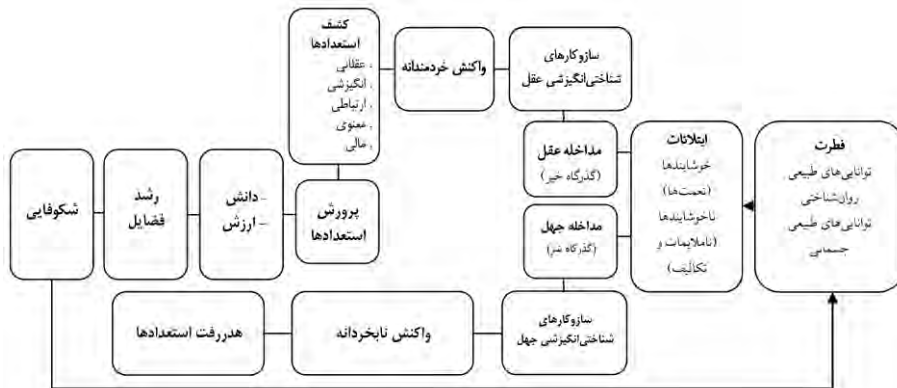 فطرت
توانایی‌های طبیعی
روان‌شناختی
توانایی‌های طبیعی
جسمی
ابتلائات
خوشایندها
(نعمت‌ها)
ناخوشایندها
(ناملایمات و
تکالیف)
مداخله عقل
(گذرگاه خیر)
سازوکارهای
شناختی‌انگیزشی عقل
واکنش خردمندانه
کشف
استعدادها
، عقلانی
، انگیزشی
، ارتباطی
، معنوی
، مالی
پرورش
استعدادها
- دانش
- ارزش
رشد
فضایل
شکوفایی
مداخله جهل
(گذرگاه شر)
سازوکارهای
شناختی‌انگیزشی جهل
واکنش نابخردانه
هدررفت استعدادها